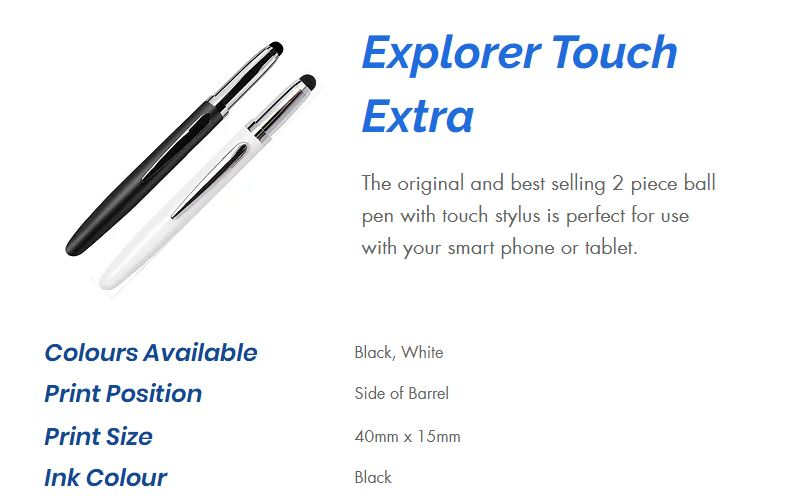 Explorer Touch
Extra
The original and best selling 2 piece ball
pen with touch stylus is perfect for use
with your smart phone or tablet.
Colours Available Black, White
Print Position Side of Barrel
Print Size 40mm x 15mm
Ink Colour Black